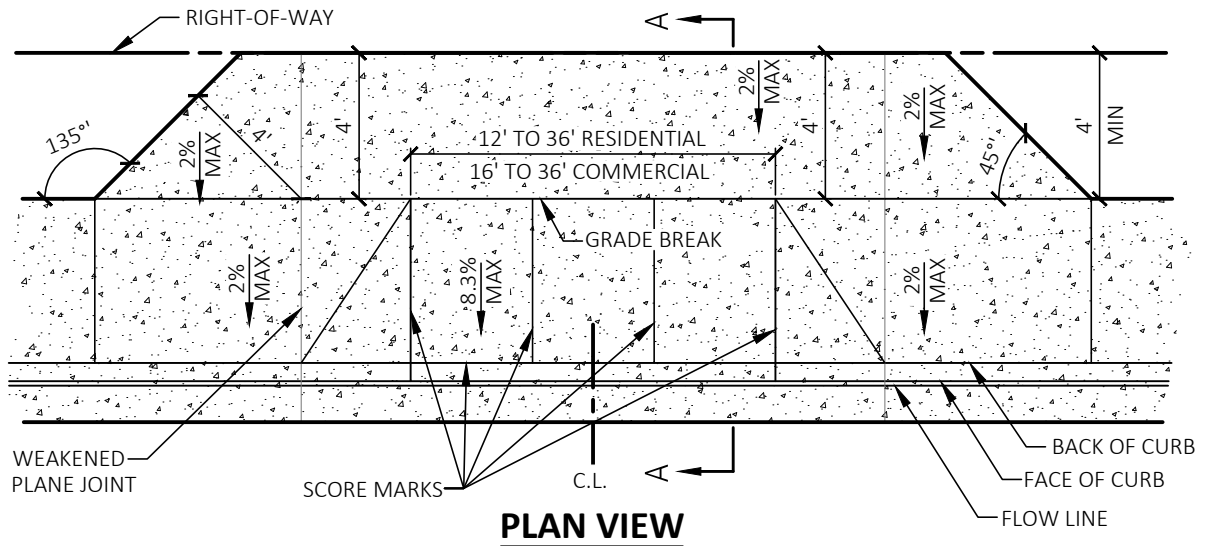 RIGHT-OF-WAY
A
135°'
2%
MAX
4'
4'
12' TO 36' RESIDENTIAL
16' TO 36' COMMERCIAL
2%
MAX
4'
2%
MAX
45°'
4'
MIN
GRADE BREAK
2%
MAX
8.3%
MAX
2%
MAX
WEAKENED
PLANE JOINT
SCORE MARKS
C.L.
A
BACK OF CURB
FACE OF CURB
FLOW LINE
PLAN VIEW